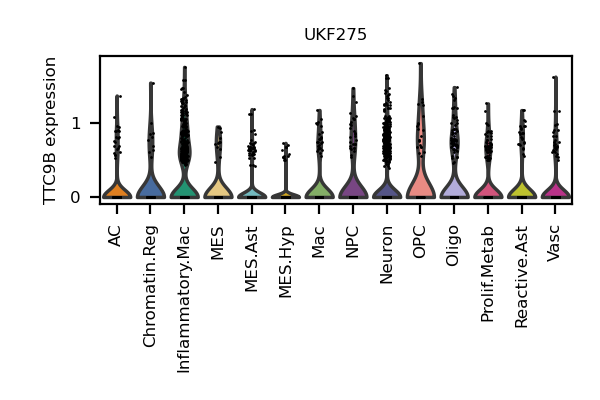 UKF275
TTC9B expression
1
0
AC
Chromatin.Reg
Inflammatory.Mac
MES
MES.Ast
MES.Hyp
Mac
NPC
Neuron
OPC
Oligo
Prolif.Metab
Reactive.Ast
Vasc